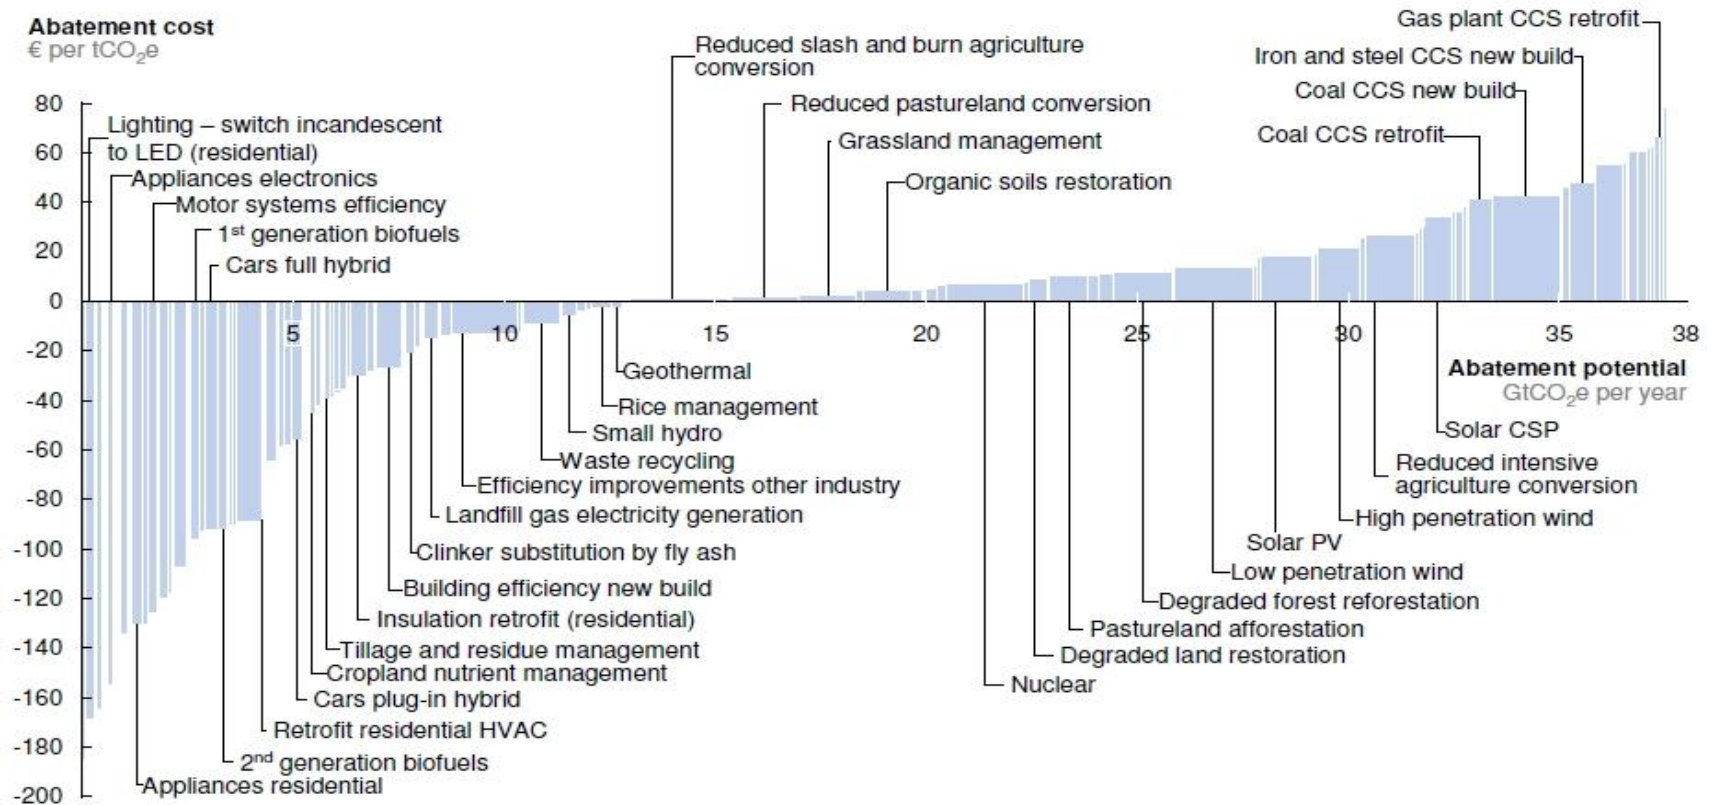 Abatement cost
€ per tCO₂e
80
60
40
20
0
-20
-40
-60
-80
-100
-120
-140
-160
-180
-200
Lighting – switch incandescent
to LED (residential)
Appliances electronics
Motor systems efficiency
1st generation biofuels
Cars full hybrid
Reduced slash and burn agriculture
conversion
Reduced pastureland conversion
Grassland management
Organic soils restoration
Gas plant CCS retrofit
Iron and steel CCS new build
Coal CCS new build
Coal CCS retrofit
5 10 15 20 25 30 35 38
Abatement potential
GtCO₂e per year
Geothermal
Rice management
Small hydro
Waste recycling
Efficiency improvements other industry
Landfill gas electricity generation
Clinker substitution by fly ash
Building efficiency new build
Insulation retrofit (residential)
Tillage and residue management
Cropland nutrient management
Cars plug-in hybrid
Retrofit residential HVAC
2nd generation biofuels
Appliances residential
Solar CSP
Reduced intensive
agriculture conversion
High penetration wind
Solar PV
Low penetration wind
Degraded forest reforestation
Pastureland afforestation
Degraded land restoration
Nuclear